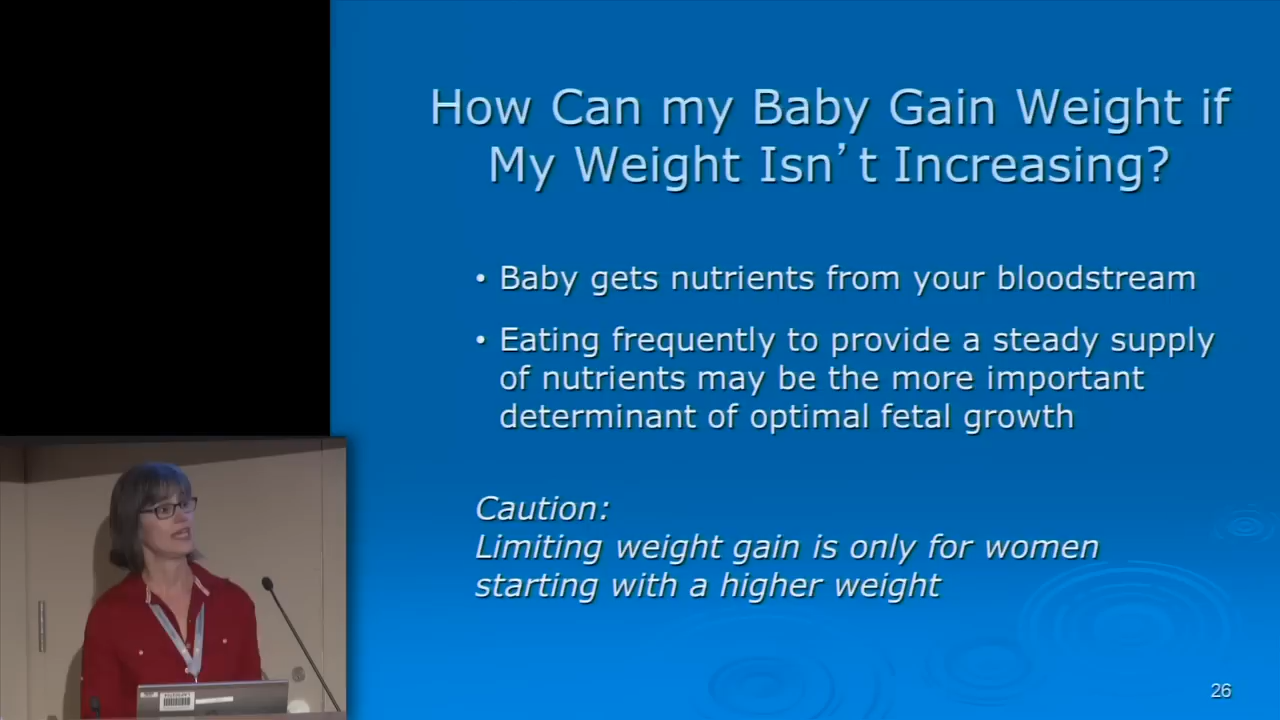 How Can my Baby Gain Weight if
My Weight Isn’t Increasing?
• Baby gets nutrients from your bloodstream
• Eating frequently to provide a steady supply
of nutrients may be the more important
determinant of optimal fetal growth
Caution:
Limiting weight gain is only for women
starting with a higher weight
26